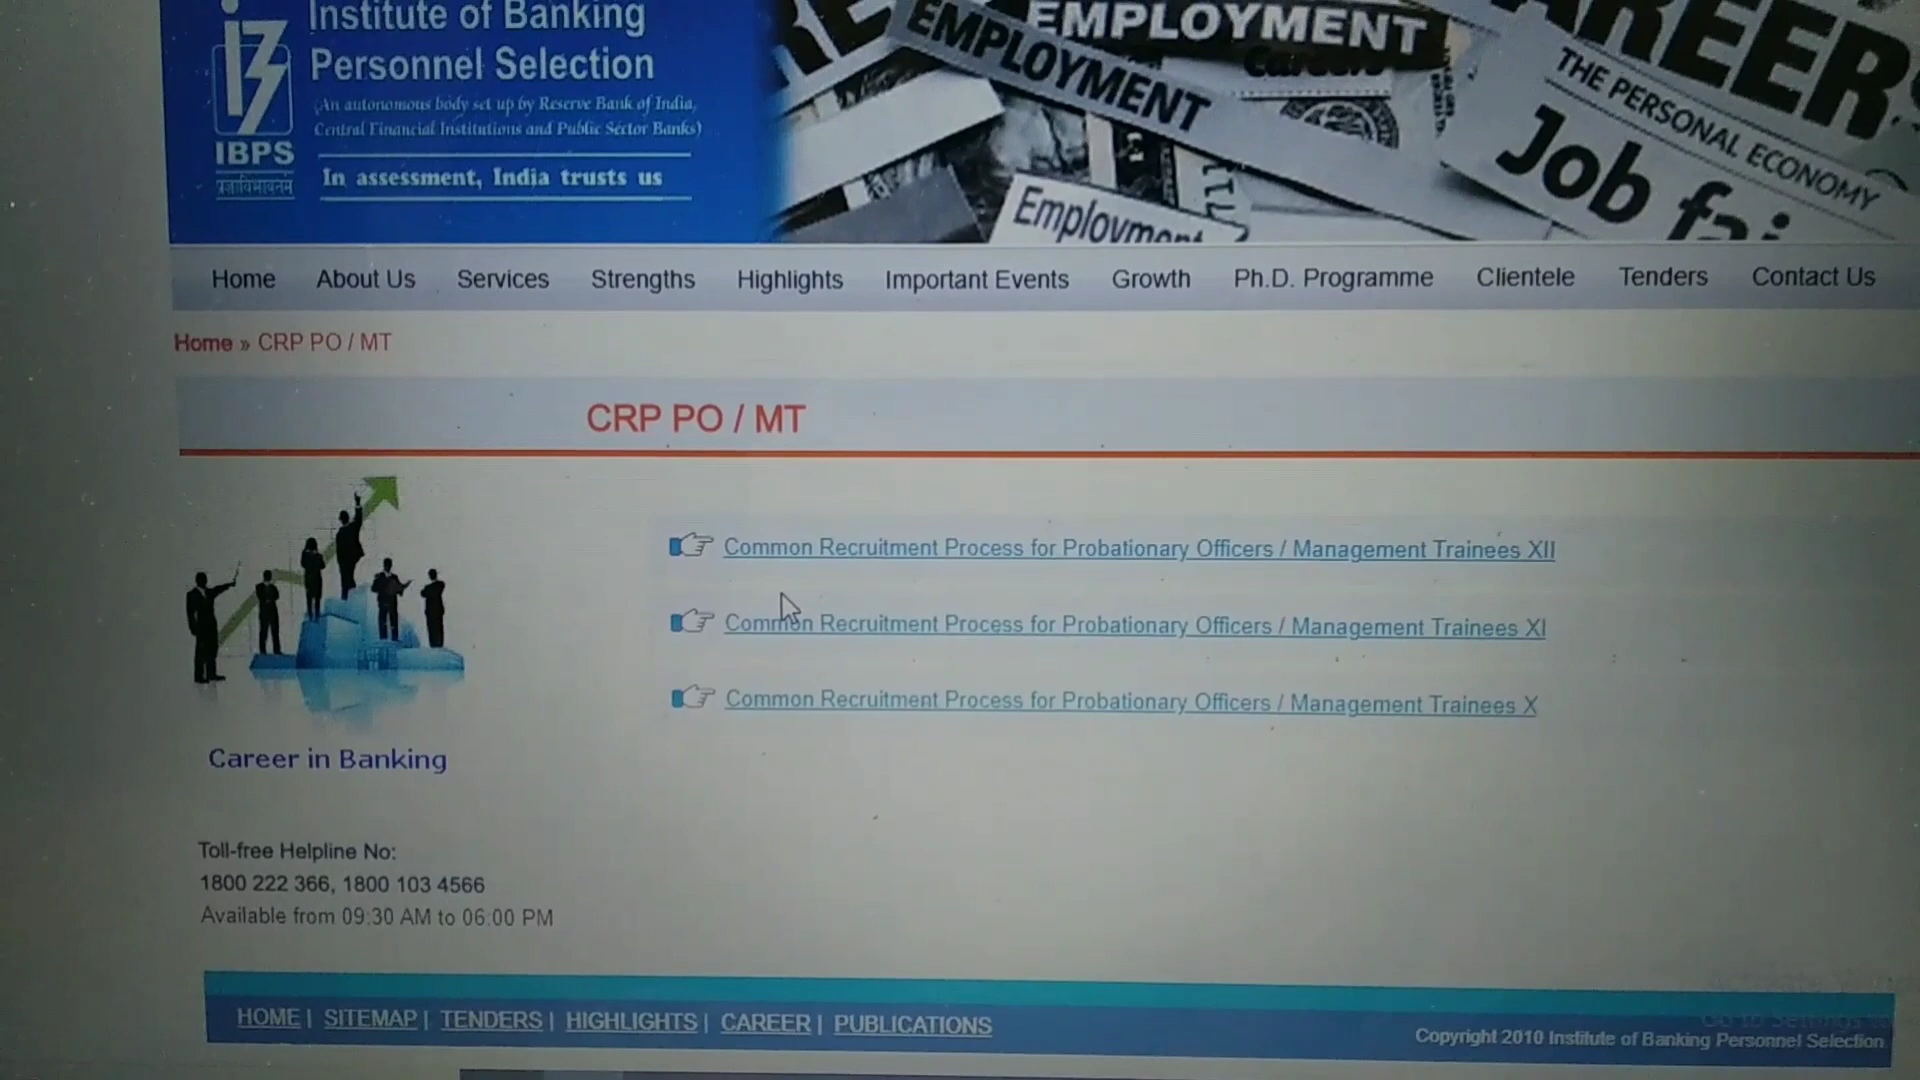 Institute of Banking
Personnel Selection
(An autonomous body set up by Reserve Bank of India,
Central Financial Institutions and Public Sector Banks)
IBPS
In assessment, India trusts us
EMPLOYMENT
EMPLOYMENT
Careers
CAREERS
THE PERSONAL ECONOMY
Job fai
Employment
Home About Us Services Strengths Highlights Important Events Growth Ph.D. Programme Clientele Tenders Contact Us
Home » CRP PO / MT
CRP PO / MT
Common Recruitment Process for Probationary Officers / Management Trainees XII
Common Recruitment Process for Probationary Officers / Management Trainees XI
Common Recruitment Process for Probationary Officers / Management Trainees X
Career in Banking
Toll-free Helpline No:
1800 222 366, 1800 103 4566
Available from 09:30 AM to 06:00 PM
HOME | SITEMAP | TENDERS | HIGHLIGHTS | CAREER | PUBLICATIONS
Copyright 2010 Institute of Banking Personnel Selection